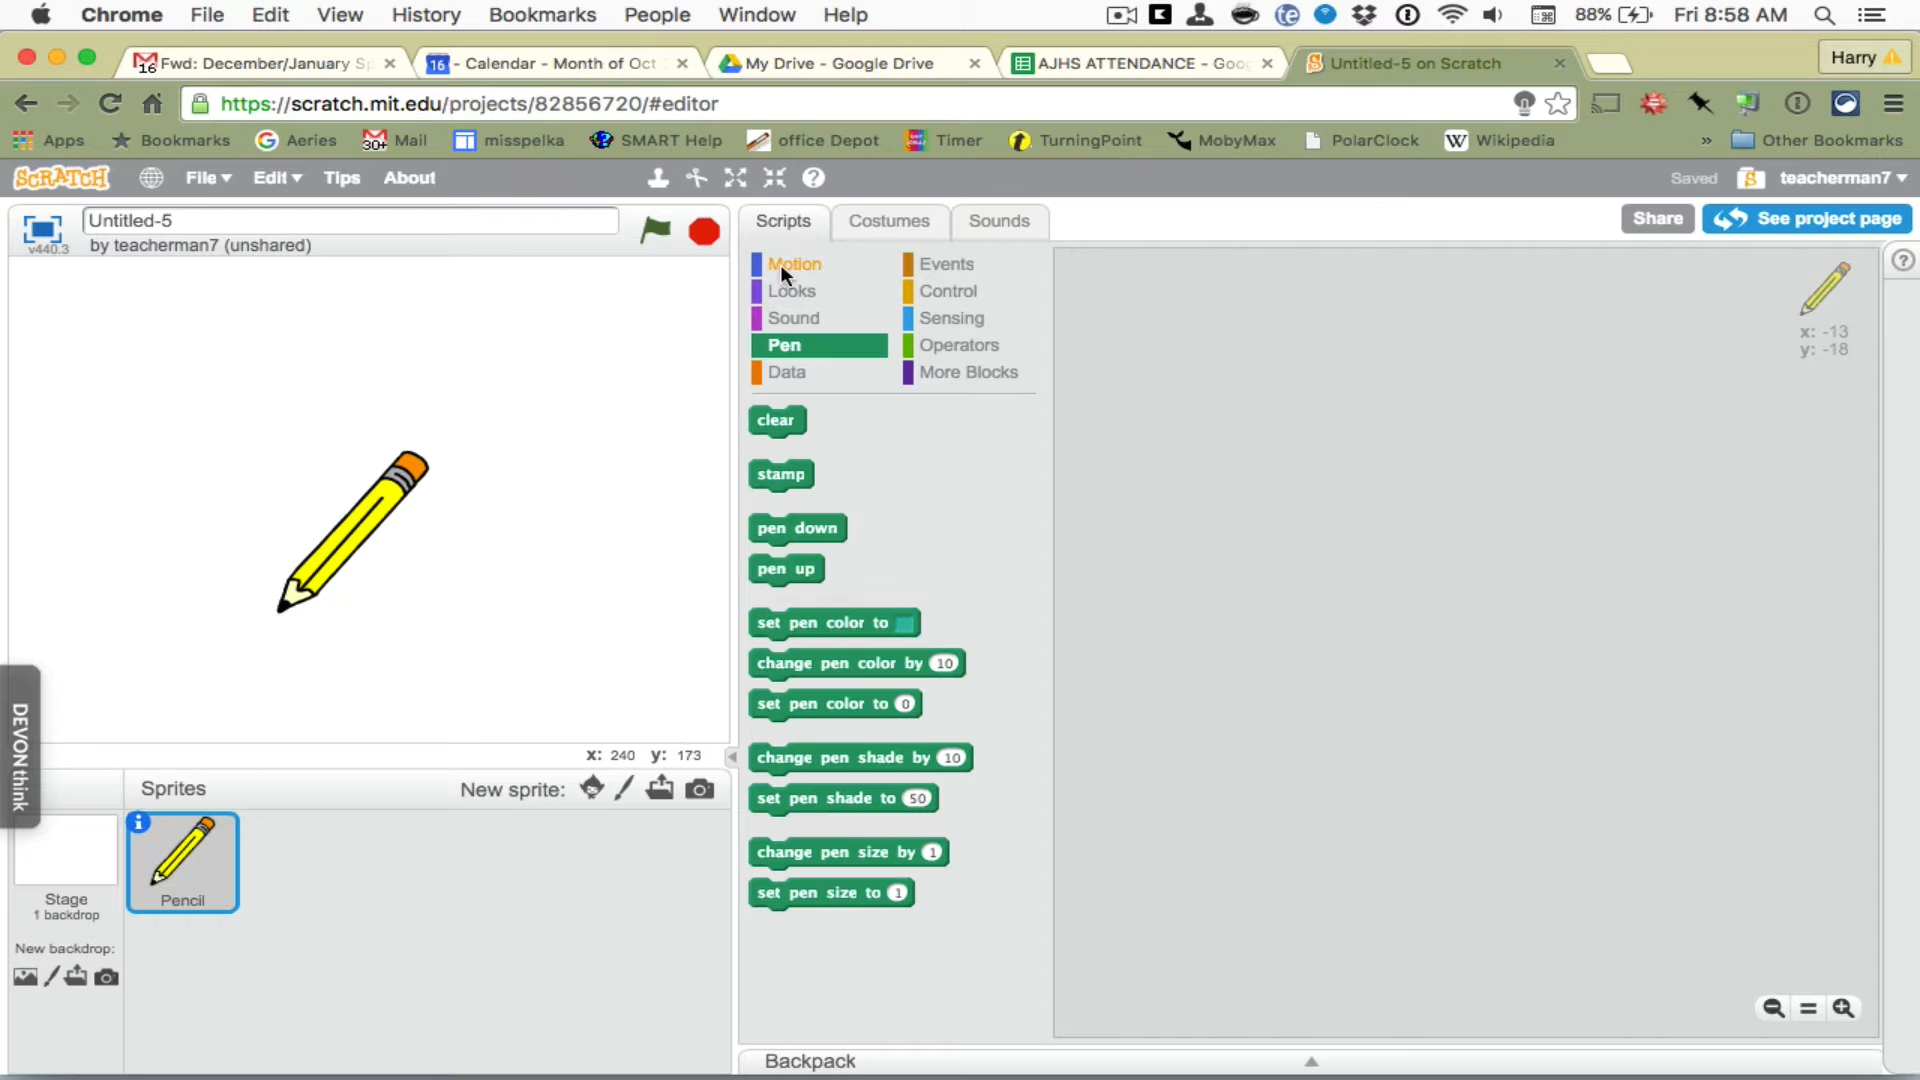 Chrome File Edit View History Bookmarks People Window Help 88% Fri 8:58 AM
16 Fwd: December/January Sp 16 - Calendar - Month of Oct My Drive - Google Drive AJHS ATTENDANCE - Goog Untitled-5 on Scratch Harry
https://scratch.mit.edu/projects/82856720/#editor
Apps Bookmarks Aeries 30+ Mail misspelka SMART Help office Depot Timer TurningPoint MobyMax PolarClock Wikipedia » Other Bookmarks
SCRATCH File Edit Tips About Saved teacherman7
Untitled-5
v440.3 by teacherman7 (unshared)
Scripts Costumes Sounds Share See project page
Motion Events
Looks Control
Sound Sensing
Pen Operators
Data More Blocks
x: -13
y: -18
clear
stamp
pen down
pen up
set pen color to
change pen color by 10
set pen color to 0
change pen shade by 10
set pen shade to 50
change pen size by 1
set pen size to 1
DEVONthink
x: 240 y: 173
Sprites New sprite:
Stage
1 backdrop
Pencil
New backdrop:
Backpack